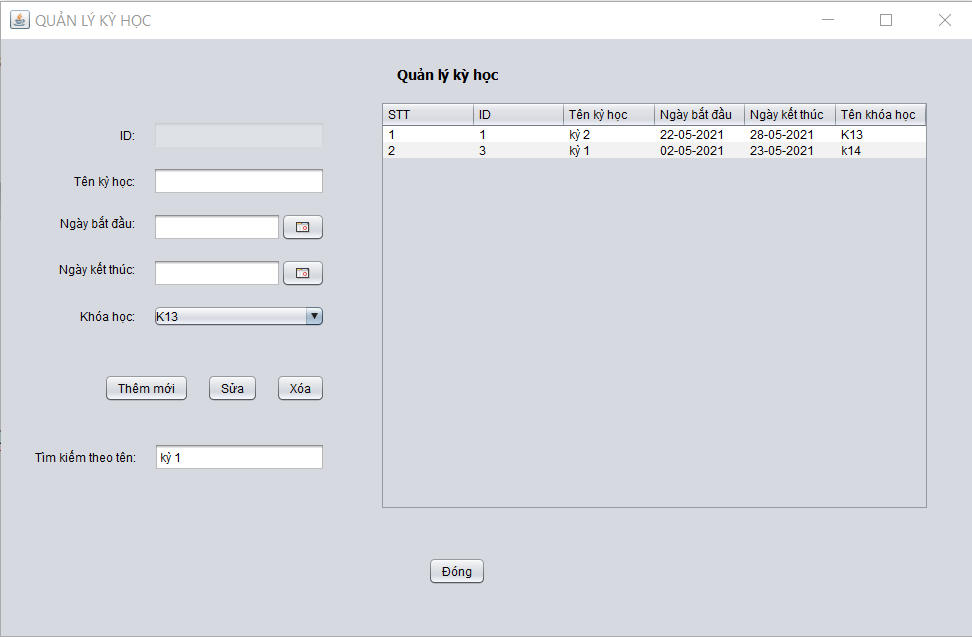 QUẢN LÝ KỲ HỌC
Quản lý kỳ học
ID:
Tên kỳ học:
Ngày bắt đầu:
Ngày kết thúc:
Khóa học: K13
Thêm mới Sửa Xóa
Tìm kiếm theo tên: kỳ 1
STT ID Tên kỳ học Ngày bắt đầu Ngày kết thúc Tên khóa học
1 1 kỳ 2 22-05-2021 28-05-2021 K13
2 3 kỳ 1 02-05-2021 23-05-2021 k14
Đóng